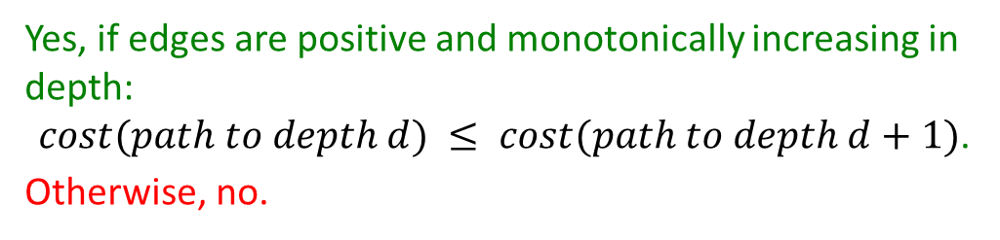 Yes, if edges are positive and monotonically increasing in
depth:
cost(path to depth d) ≤ cost(path to depth d + 1).
Otherwise, no.